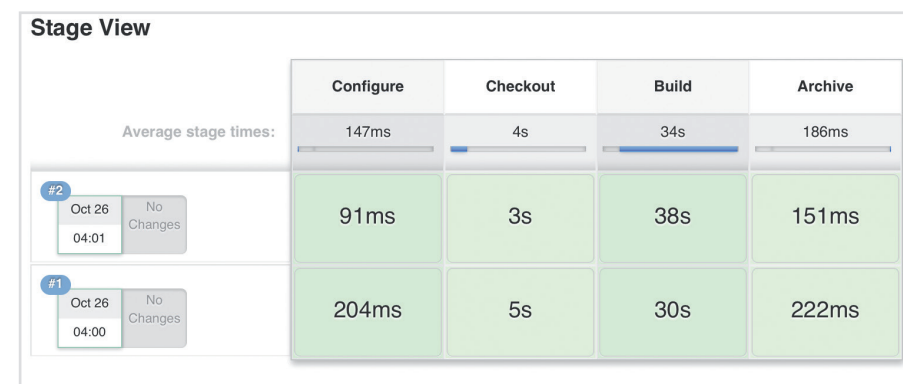 Stage View
Configure Checkout Build Archive
Average stage times: 147ms 4s 34s 186ms
#2
Oct 26 No Changes
04:01
91ms 3s 38s 151ms
#1
Oct 26 No Changes
04:00
204ms 5s 30s 222ms